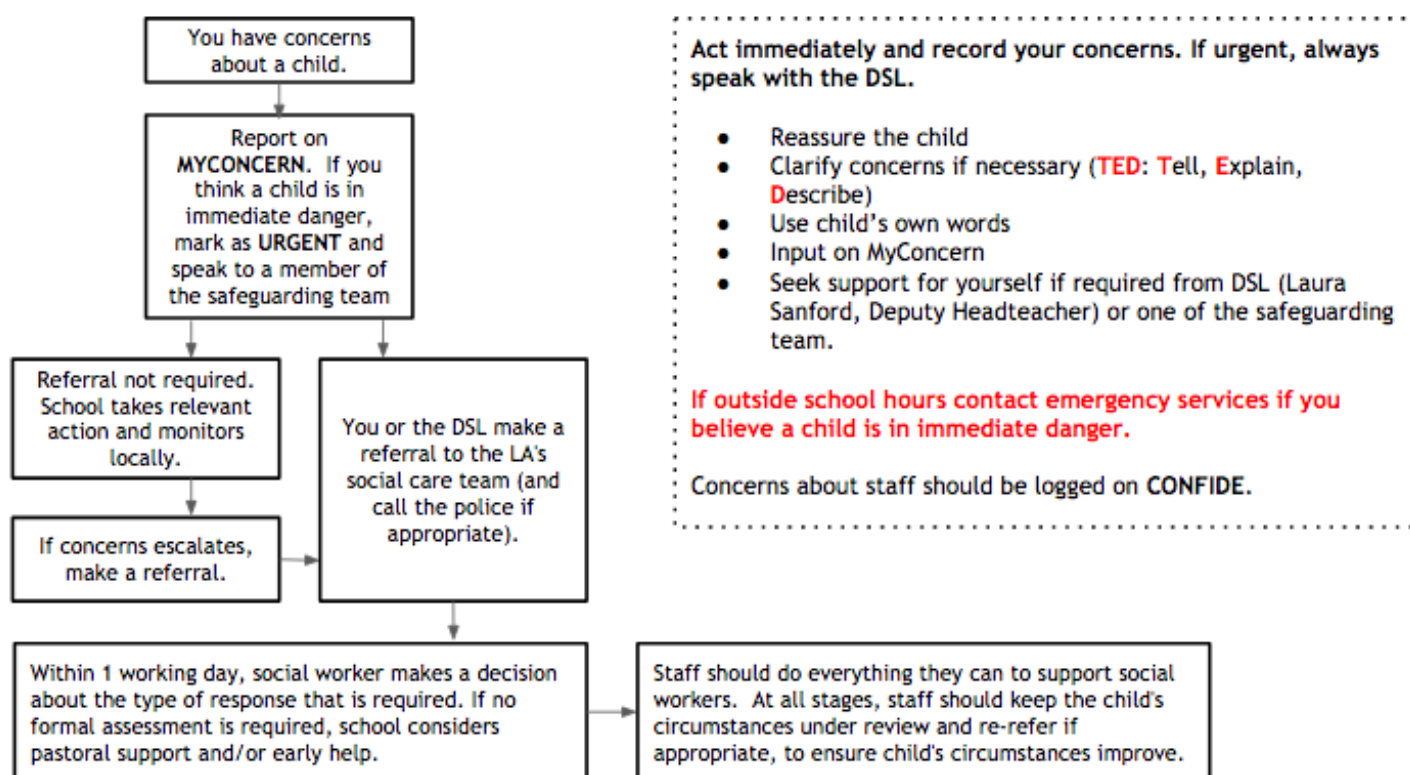 You have concerns
about a child.
Report on
MYCONCERN. If you
think a child is in
immediate danger,
mark as URGENT and
speak to a member of
the safeguarding team
Referral not required.
School takes relevant
action and monitors
locally.
If concerns escalates,
make a referral.
You or the DSL make a
referral to the LA's
social care team (and
call the police if
appropriate).
Within 1 working day, social worker makes a decision
about the type of response that is required. If no
formal assessment is required, school considers
pastoral support and/or early help.
Staff should do everything they can to support social
workers. At all stages, staff should keep the child's
circumstances under review and re-refer if
appropriate, to ensure child's circumstances improve.
Act immediately and record your concerns. If urgent, always
speak with the DSL.
● Reassure the child
● Clarify concerns if necessary (TED: Tell, Explain,
Describe)
● Use child’s own words
● Input on MyConcern
● Seek support for yourself if required from DSL (Laura
Sanford, Deputy Headteacher) or one of the safeguarding
team.
If outside school hours contact emergency services if you
believe a child is in immediate danger.
Concerns about staff should be logged on CONFIDE.